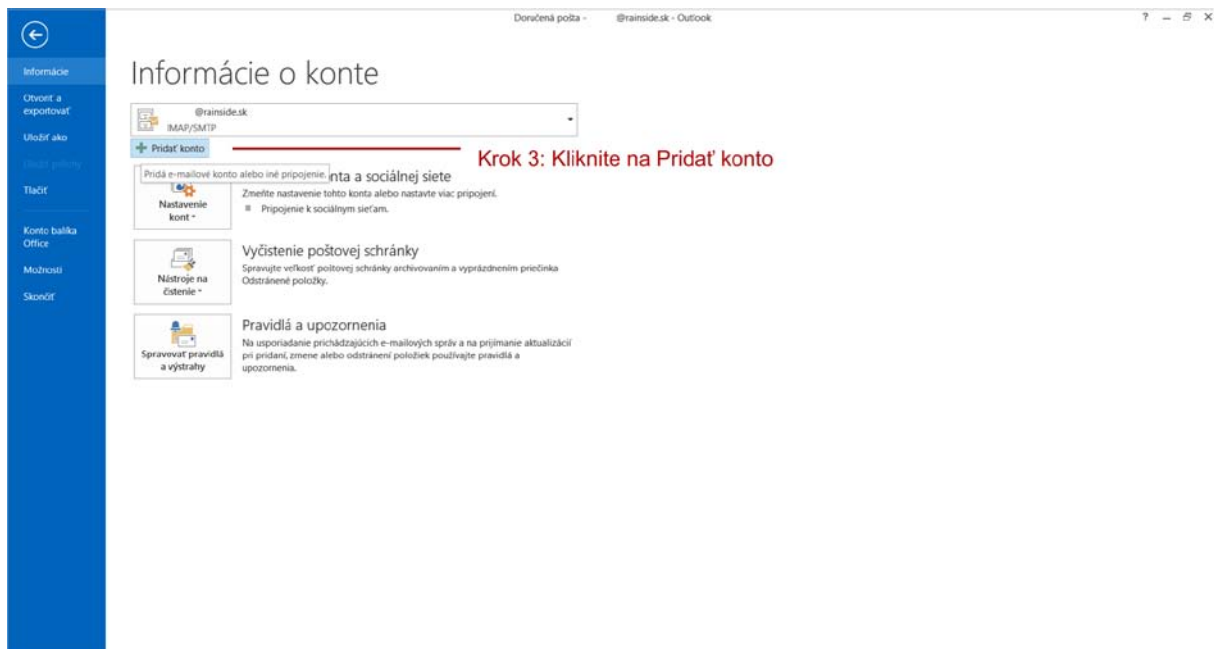 Doručená pošta - @rainside.sk - Outlook
? 
Informácie
Otvoriť a
exportovať
Uložiť ako
Uložiť prílohy
Tlačiť
Konto balíka
Office
Možnosti
Skončiť
Informácie o konte
@rainside.sk
IMAP/SMTP
Pridať konto
Krok 3: Kliknite na Pridať konto
Pridá e-mailové konto alebo iné pripojenie.
nta a sociálnej siete
Zmeňte nastavenie tohto konta alebo nastavte viac pripojení.
Pripojenie k sociálnym sieťam.
Nastavenie
kont
Vyčistenie poštovej schránky
Spravujte veľkosť poštovej schránky archivovaním a vyprázdnením priečinka
Odstránené položky.
Nástroje na
čistenie
Pravidlá a upozornenia
Na usporiadanie prichádzajúcich e-mailových správ a na prijímanie aktualizácií
pri pridaní, zmene alebo odstránení položiek používajte pravidlá a
upozornenia.
Spravovať pravidlá
a výstrahy